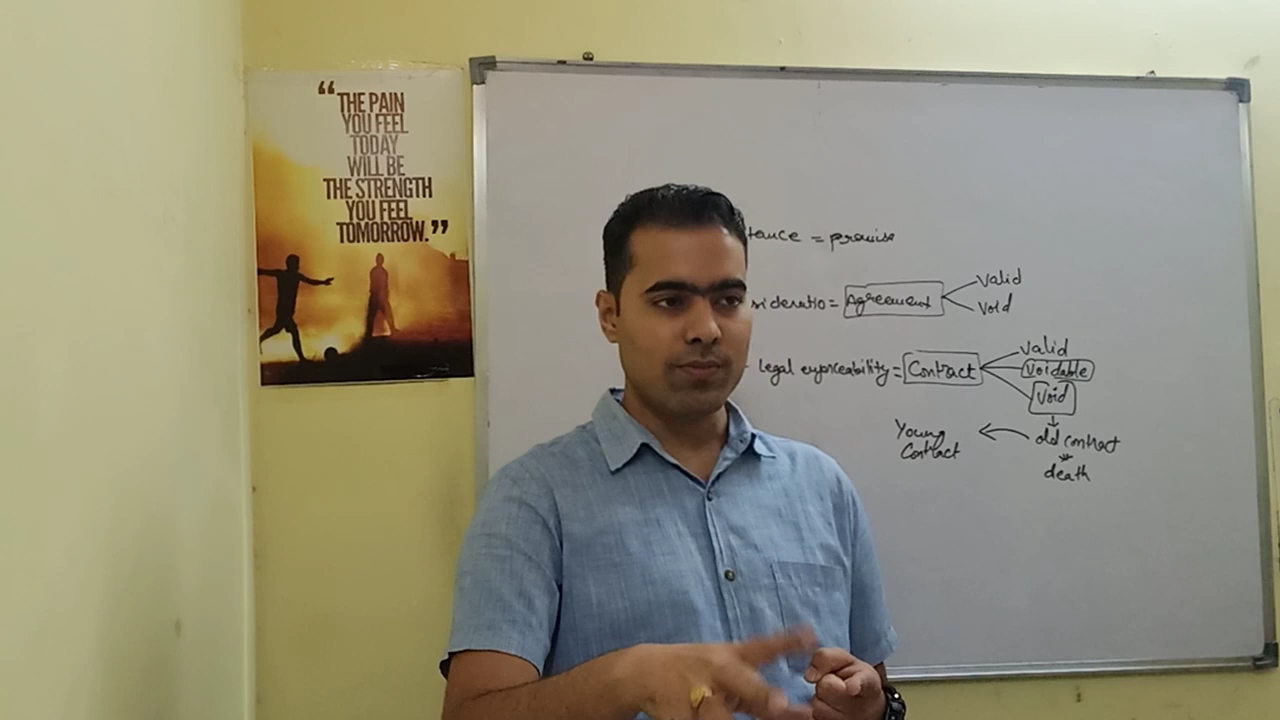 “THE PAIN
YOU FEEL
TODAY
WILL BE
THE STRENGTH
YOU FEEL
TOMORROW.”
tance = promise
valid
sideratio = Agreement
void
valid
legal
= Contract
voidable
void
Young
Contract
old contract
death